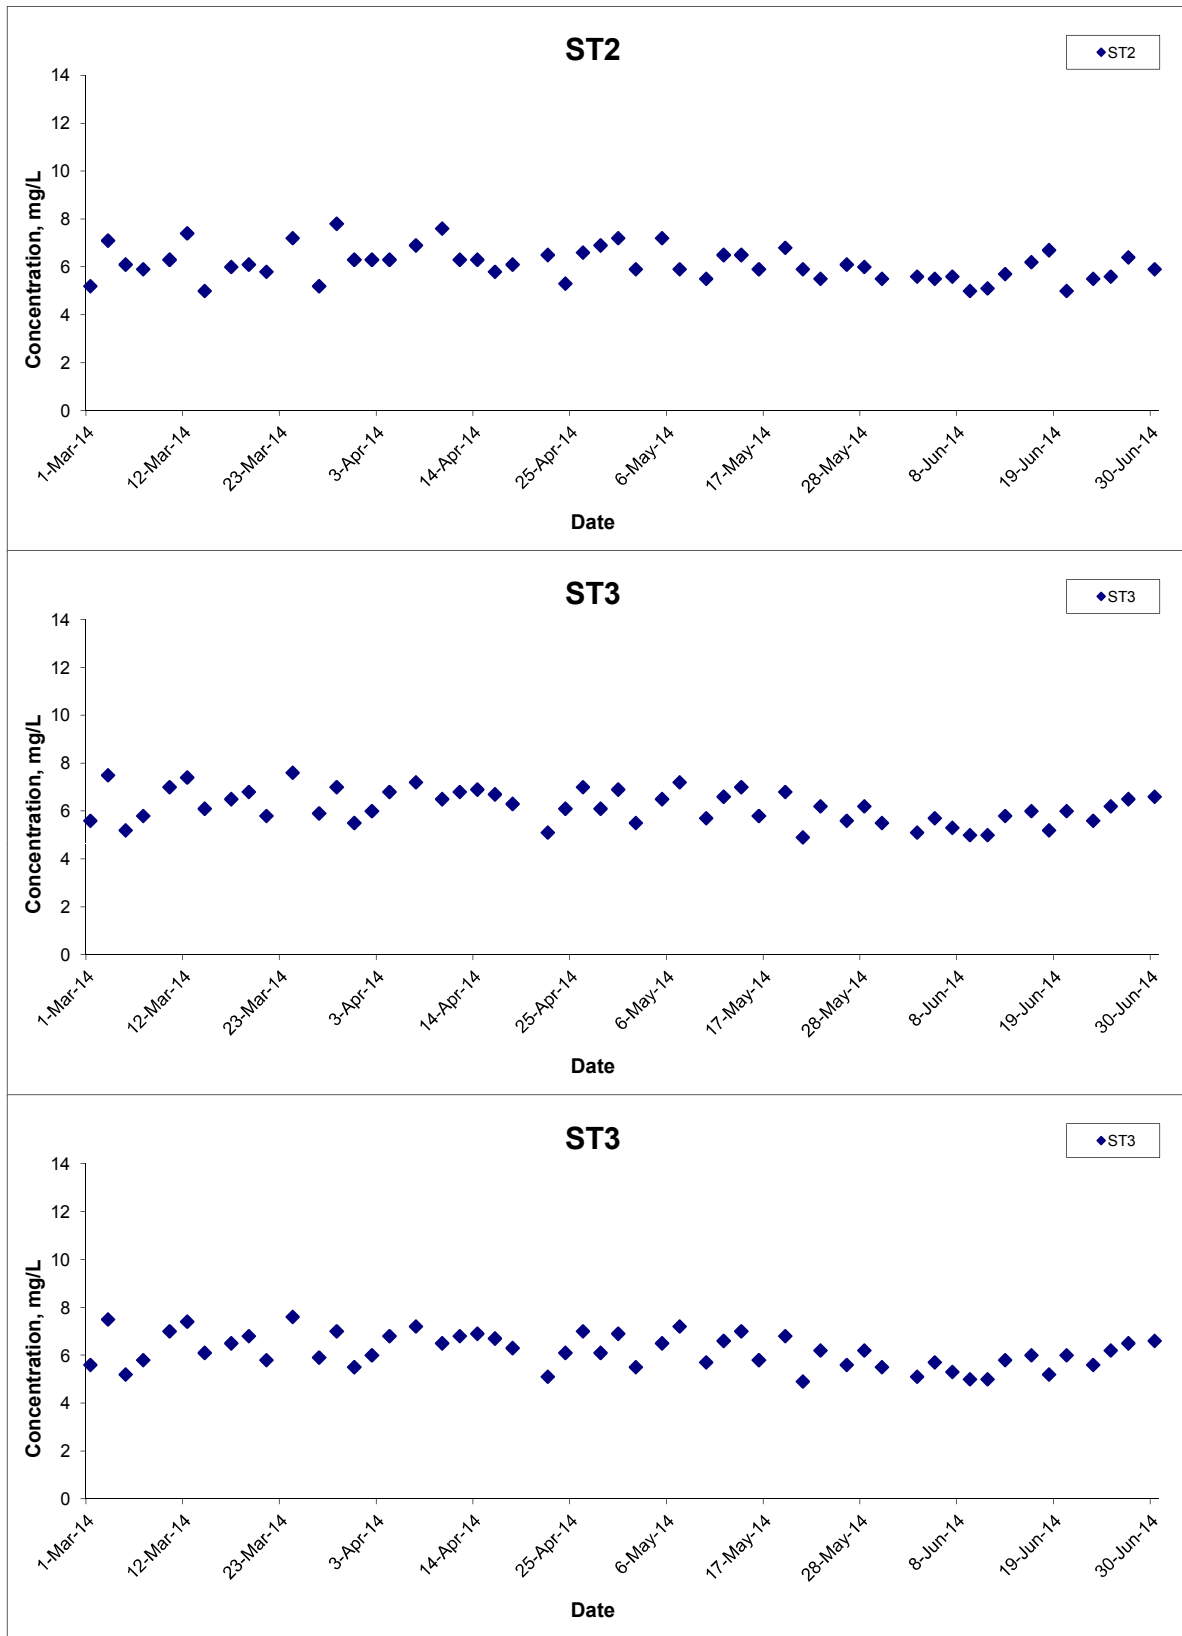 ST2
ST2
14
12
10
8
6
4
2
0
Concentration, mg/L
1-Mar-14
12-Mar-14
23-Mar-14
3-Apr-14
14-Apr-14
25-Apr-14
6-May-14
17-May-14
28-May-14
8-Jun-14
19-Jun-14
30-Jun-14
Date
ST3
ST3
14
12
10
8
6
4
2
0
Concentration, mg/L
1-Mar-14
12-Mar-14
23-Mar-14
3-Apr-14
14-Apr-14
25-Apr-14
6-May-14
17-May-14
28-May-14
8-Jun-14
19-Jun-14
30-Jun-14
Date
ST3
ST3
14
12
10
8
6
4
2
0
Concentration, mg/L
1-Mar-14
12-Mar-14
23-Mar-14
3-Apr-14
14-Apr-14
25-Apr-14
6-May-14
17-May-14
28-May-14
8-Jun-14
19-Jun-14
30-Jun-14
Date